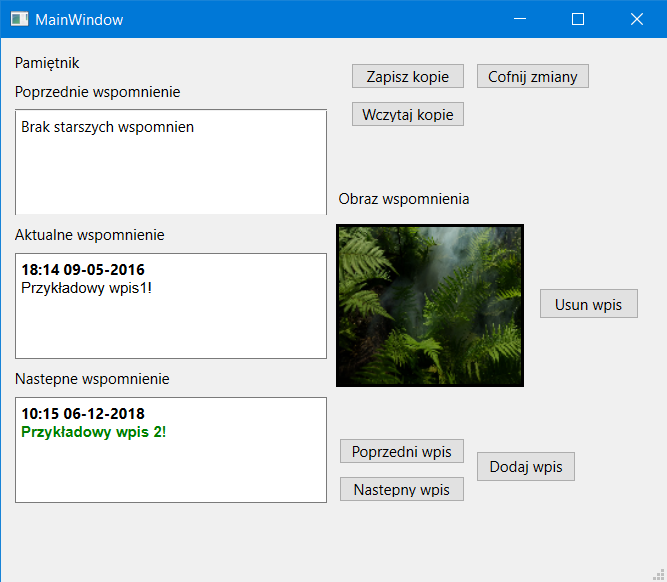 MainWindow
Pamiętnik
Poprzednie wspomnienie
Brak starszych wspomnien
Zapisz kopie
Cofnij zmiany
Wczytaj kopie
Aktualne wspomnienie
18:14 09-05-2016
Przykładowy wpis1!
Obraz wspomnienia
Usun wpis
Nastepne wspomnienie
10:15 06-12-2018
Przykładowy wpis 2!
Poprzedni wpis
Nastepny wpis
Dodaj wpis